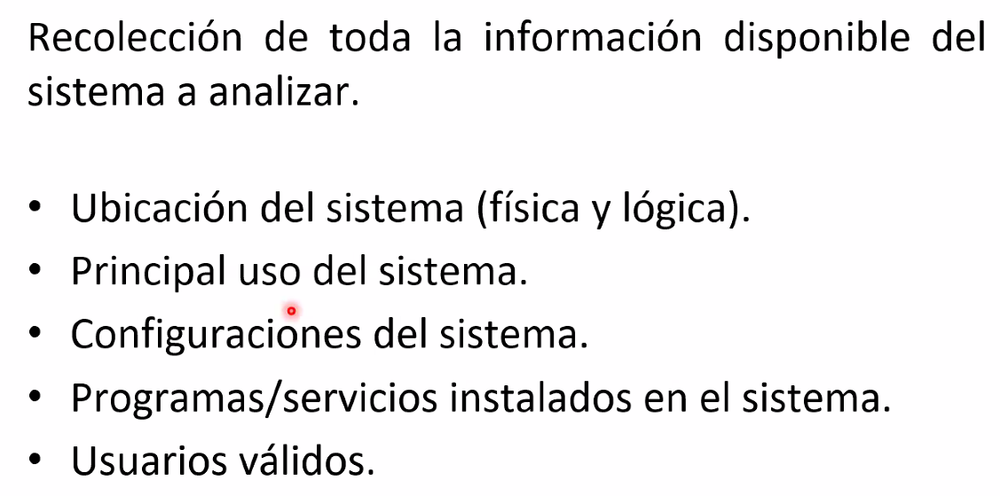 Recolección de toda la información disponible del
sistema a analizar.
• Ubicación del sistema (física y lógica).
• Principal uso del sistema.
• Configuraciones del sistema.
• Programas/servicios instalados en el sistema.
• Usuarios válidos.